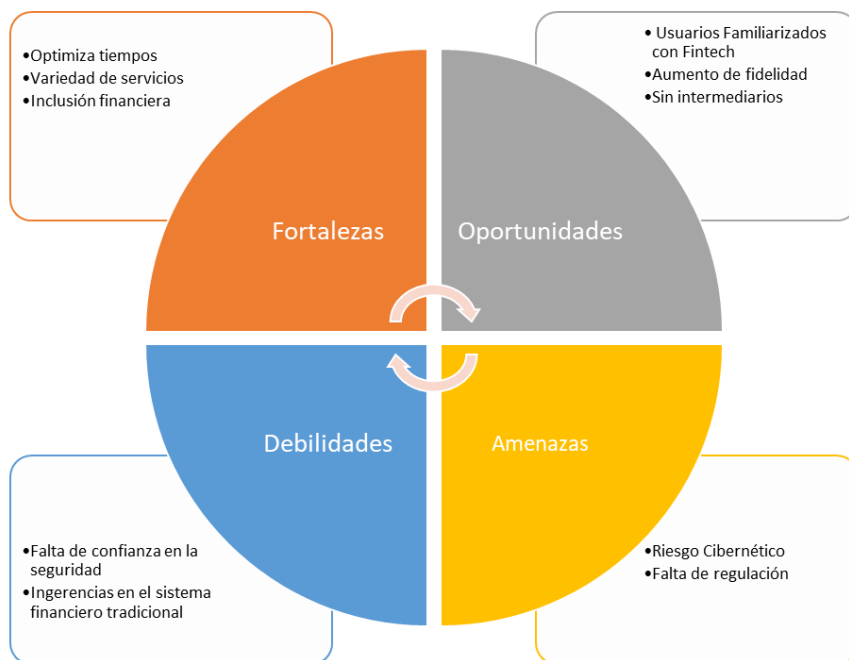 •Optimiza tiempos
•Variedad de servicios
•Inclusión financiera
• Usuarios Familiarizados
con Fintech
•Aumento de fidelidad
•Sin intermediarios
Fortalezas
Oportunidades
Debilidades
Amenazas
•Falta de confianza en la
seguridad
•Ingerencias en el sistema
financiero tradicional
•Riesgo Cibernético
•Falta de regulación